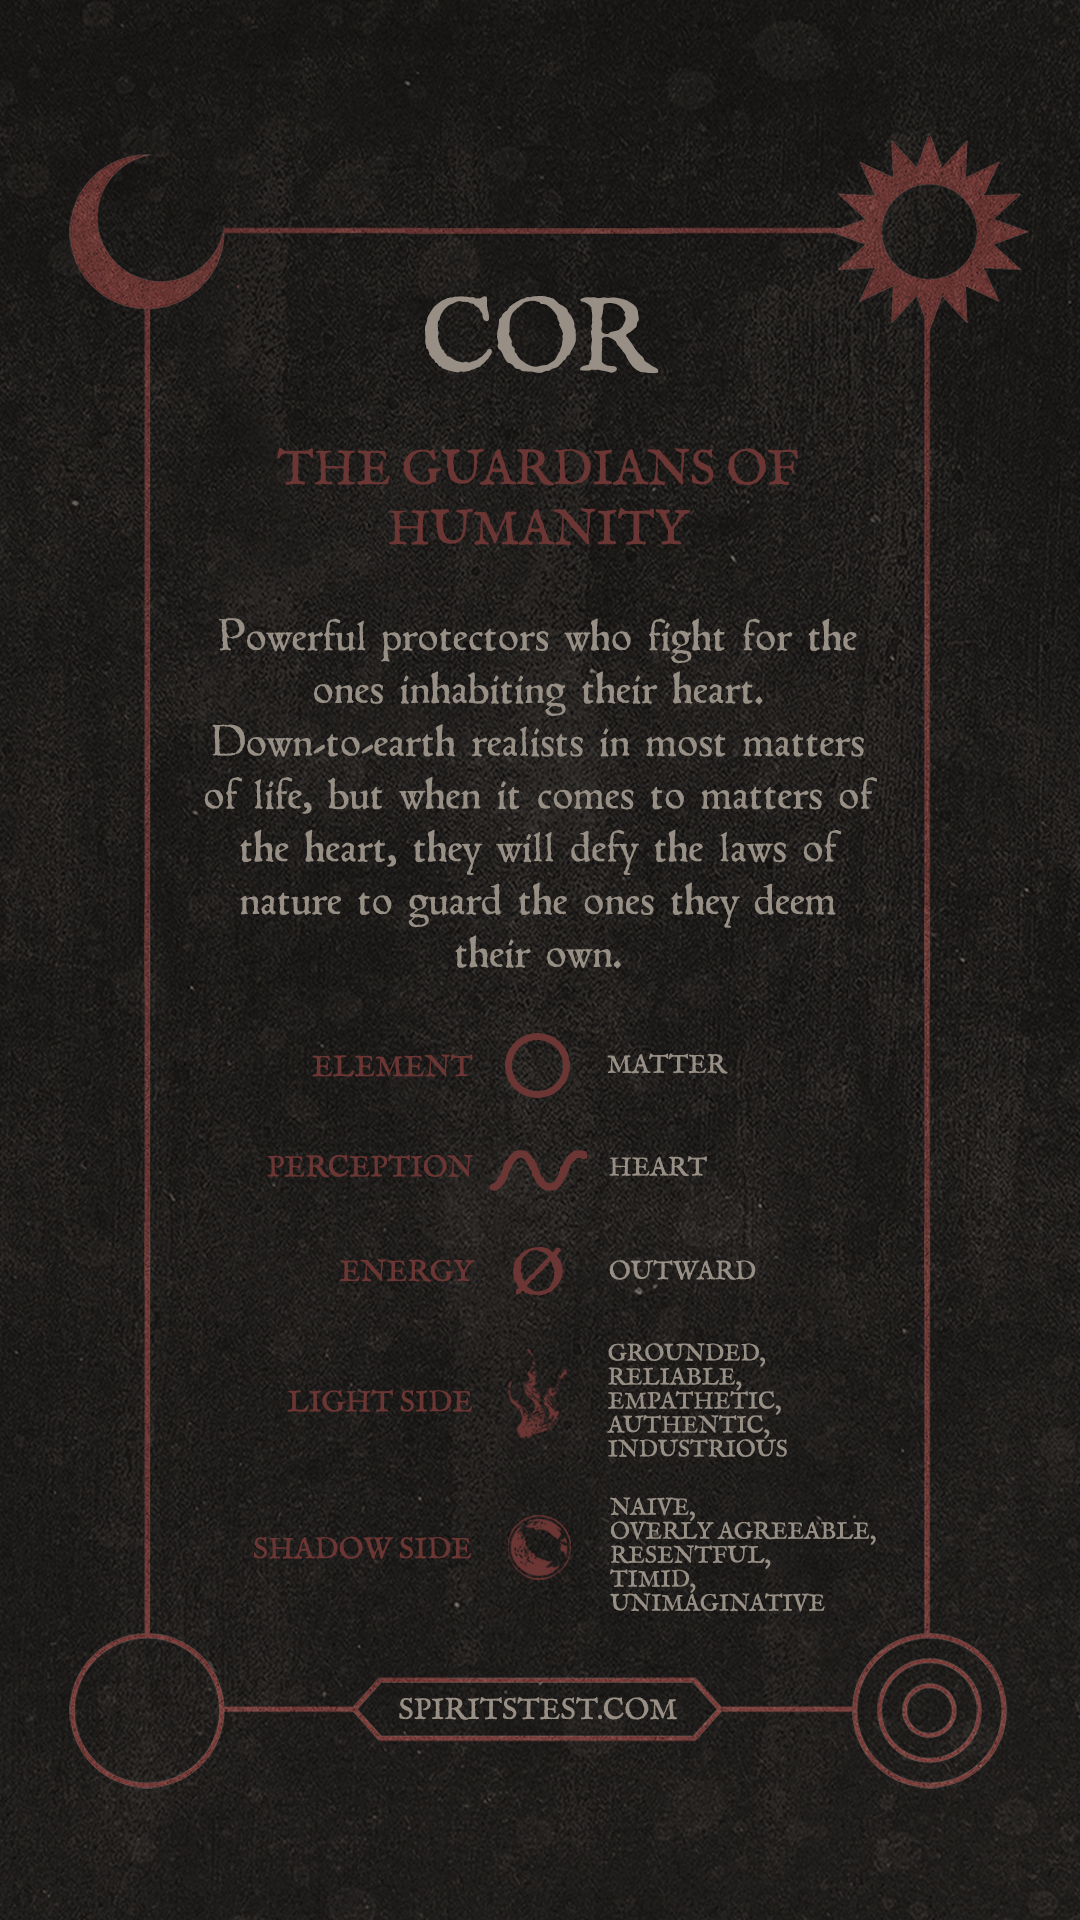 COR
THE GUARDIANS OF
HUMANITY
Powerful protectors who fight for the
ones inhabiting their heart.
Down-to-earth realists in most matters
of life, but when it comes to matters of
the heart, they will defy the laws of
nature to guard the ones they deem
their own.
ELEMENT MATTER
PERCEPTION HEART
ENERGY Ø OUTWARD
LIGHT SIDE GROUNDED,
RELIABLE,
EMPATHETIC,
AUTHENTIC,
INDUSTRIOUS
SHADOW SIDE NAIVE,
OVERLY AGREEABLE,
RESENTFUL,
TIMID,
UNIMAGINATIVE
SPIRITSTEST.COM